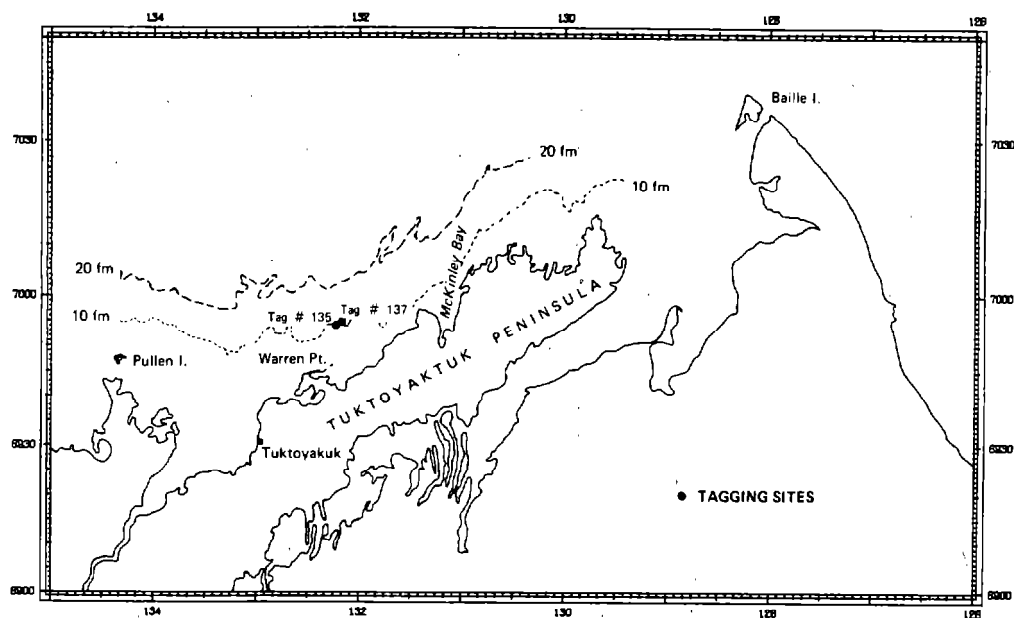 134 132 130 128 126
Baille I.
7030 7030
20 fm
10 fm
McKinley Bay
20 fm
7000 7000
10 fm
Tag # 135 Tag # 137
Pullen I.
Warren Pt.
TUKTOYAKTUK PENINSULA
6930 6930
Tuktoyakuk
TAGGING SITES
6900 6900
134 132 130 128 126